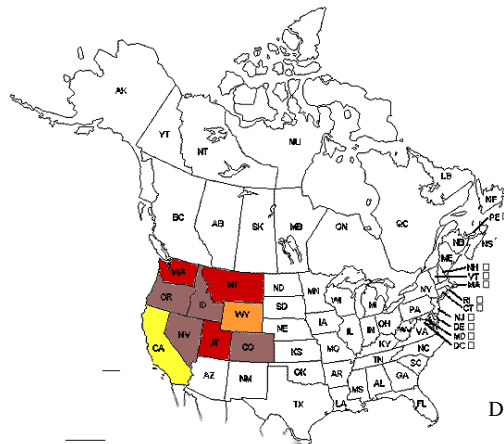 AK
YT
NT
NU
BC
AB
SK
MB
ON
QC
LB
NF
PE
NB
NS
ME
WA
MT
ND
MN
OR
ID
WY
SD
WI
MI
NY
NH
VT
MA
RI
CT
NJ
DE
MD
DC
CA
NV
UT
CO
NE
IA
IL
IN
OH
PA
WV
VA
KS
MO
KY
NC
TN
SC
AZ
NM
OK
AR
MS
AL
GA
TX
LA
FL
D